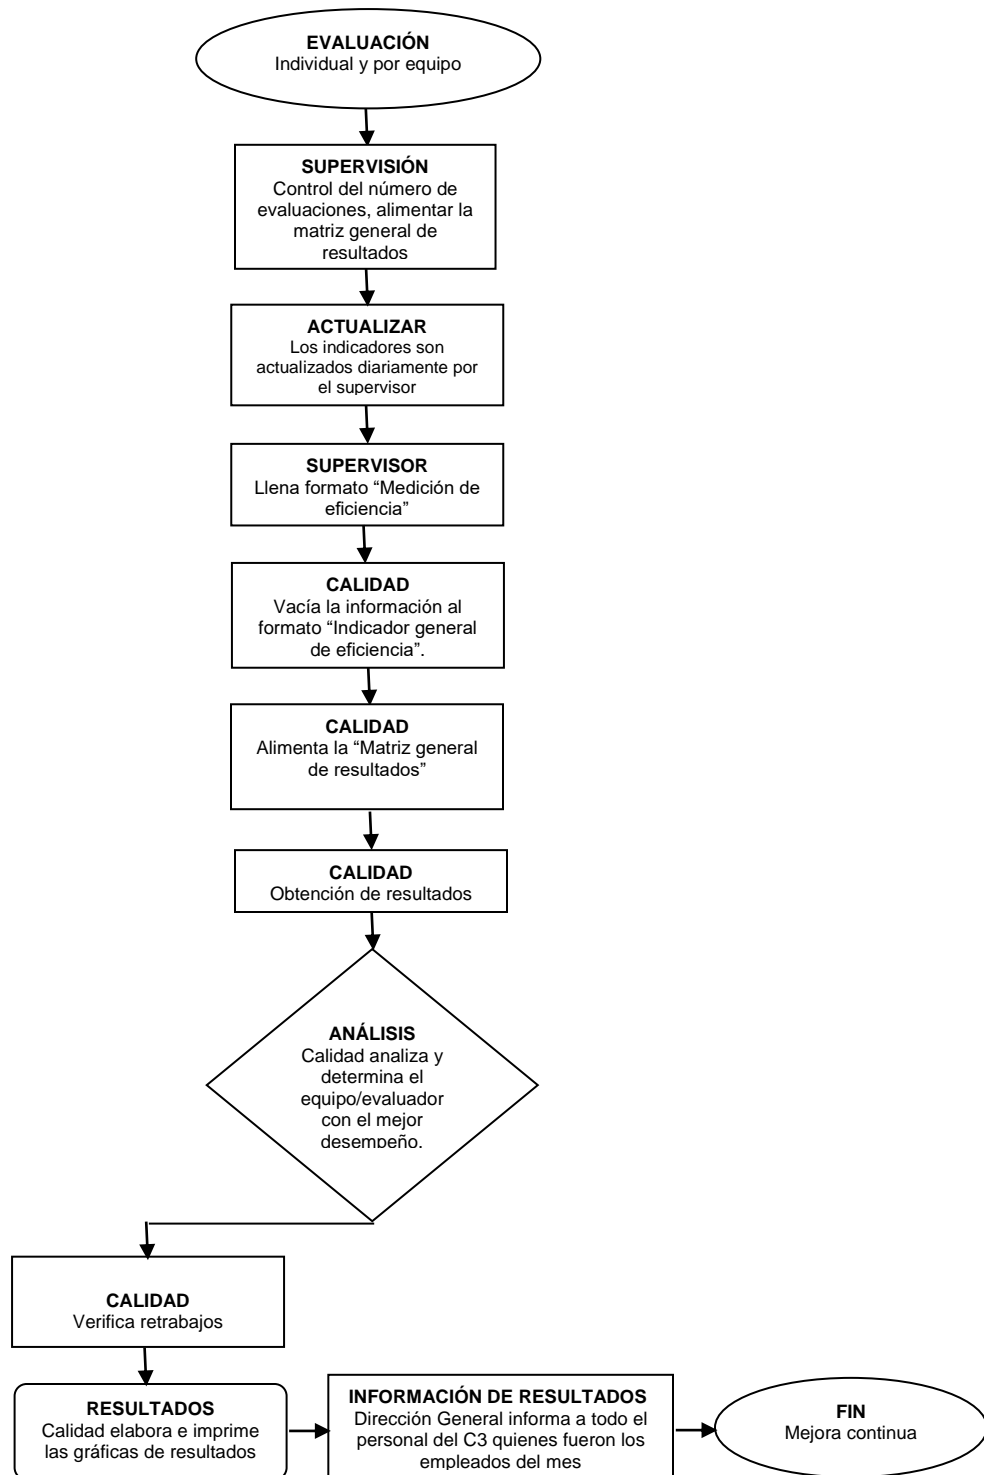 EVALUACIÓN
Individual y por equipo
SUPERVISIÓN
Control del número de
evaluaciones, alimentar la
matriz general de
resultados
ACTUALIZAR
Los indicadores son
actualizados diariamente por
el supervisor
SUPERVISOR
Llena formato “Medición de
eficiencia”
CALIDAD
Vacía la información al
formato “Indicador general
de eficiencia”.
CALIDAD
Alimenta la “Matriz general
de resultados”
CALIDAD
Obtención de resultados
ANÁLISIS
Calidad analiza y
determina el
equipo/evaluador
con el mejor
desempeño.
CALIDAD
Verifica retrabajos
RESULTADOS
Calidad elabora e imprime
las gráficas de resultados
INFORMACIÓN DE RESULTADOS
Dirección General informa a todo el
personal del C3 quienes fueron los
empleados del mes
FIN
Mejora continua